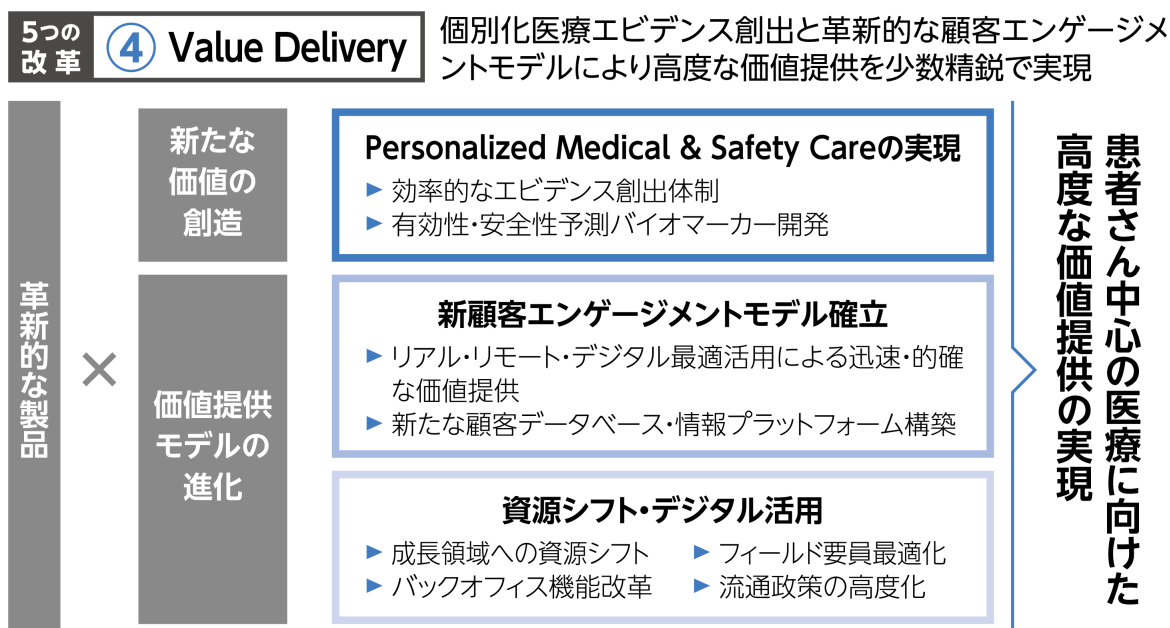 5つの
改革
④ Value Delivery
個別化医療エビデンス創出と革新的な顧客エンゲージメ
ントモデルにより高度な価値提供を少数精鋭で実現
革新的な製品
×
新たな
価値の
創造
Personalized Medical & Safety Careの実現
▶ 効率的なエビデンス創出体制
▶ 有効性・安全性予測バイオマーカー開発
価値提供
モデルの
進化
新顧客エンゲージメントモデル確立
▶ リアル・リモート・デジタル最適活用による迅速・的確
な価値提供
▶ 新たな顧客データベース・情報プラットフォーム構築
資源シフト・デジタル活用
▶ 成長領域への資源シフト
▶ フィールド要員最適化
▶ バックオフィス機能改革
▶ 流通政策の高度化
患者さん中心の医療に向けた
高度な価値提供の実現